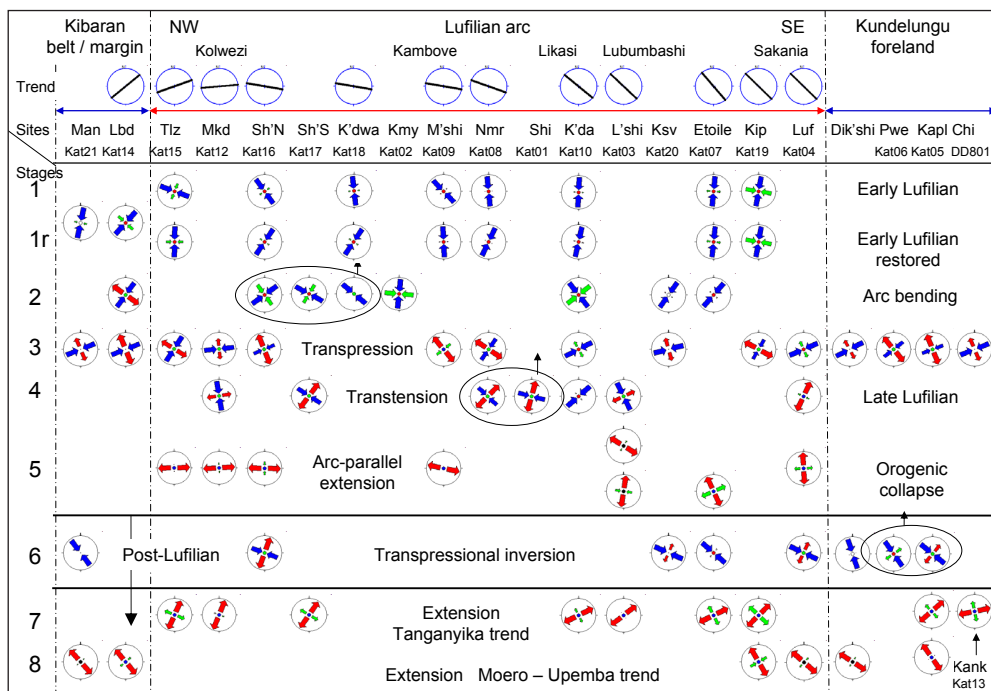 Kibaran
belt / margin
NW
Lufilian arc
SE
Kundelungu
foreland
Kolwezi
Kambove
Likasi
Lubumbashi
Sakania
Trend
Sites
Man
Lbd
Tlz
Mkd
Sh'N
Sh'S
K'dwa
Kmy
M'shi
Nmr
Shi
K'da
L'shi
Ksv
Etoile
Kip
Luf
Dik'shi
Pwe
Kapl
Chi
Kat21
Kat14
Kat15
Kat12
Kat16
Kat17
Kat18
Kat02
Kat09
Kat08
Kat01
Kat10
Kat03
Kat20
Kat07
Kat19
Kat04
Kat06
Kat05
DD801
Stages
1
Early Lufilian
1r
Early Lufilian
restored
2
Arc bending
3
Transpression
4
Transtension
Late Lufilian
5
Arc-parallel
extension
Orogenic
collapse
6
Post-Lufilian
Transpressional inversion
7
Extension
Tanganyika trend
8
Extension Moero – Upemba trend
Kank
Kat13